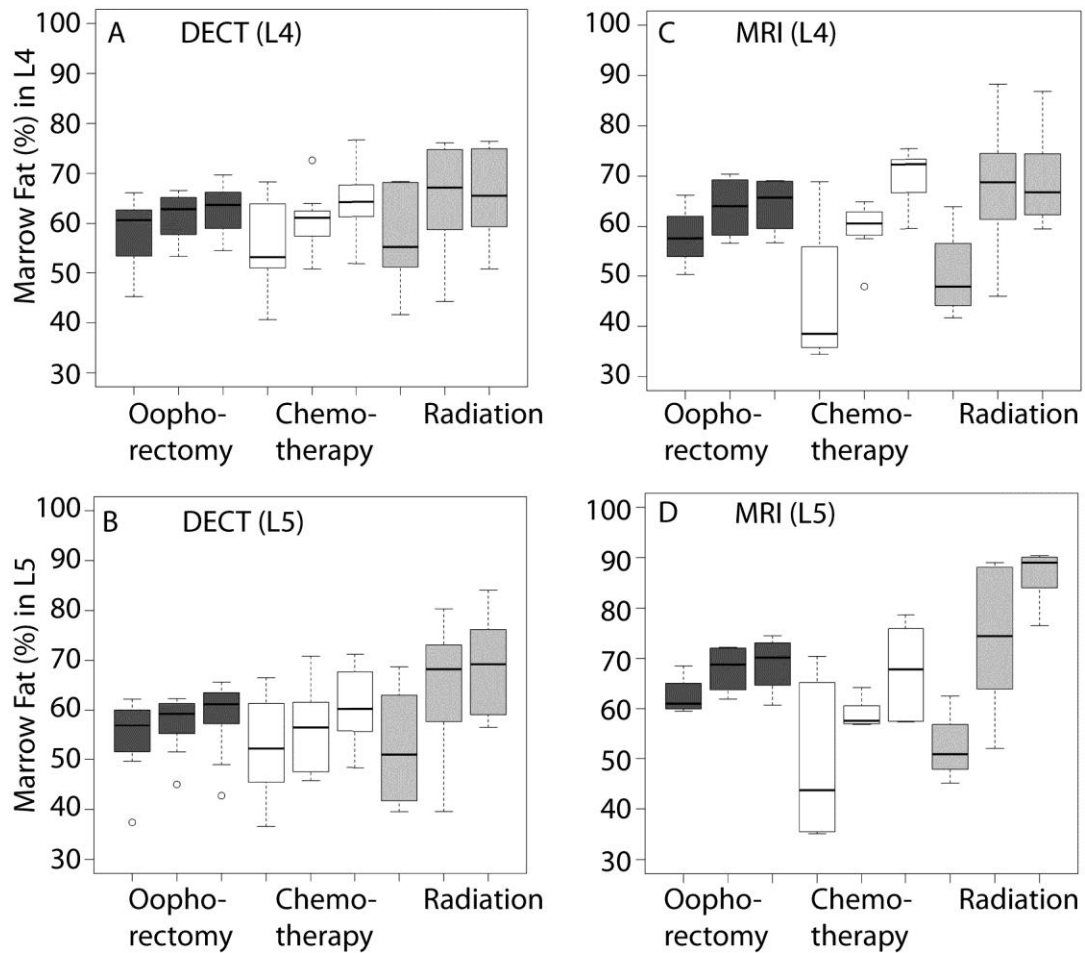 A DECT (L4)
Marrow Fat (%) in L4
100
90
80
70
60
50
40
30
Oopho-
rectomy
Chemo-
therapy
Radiation
C MRI (L4)
100
90
80
70
60
50
40
30
Oopho-
rectomy
Chemo-
therapy
Radiation
B DECT (L5)
Marrow Fat (%) in L5
100
90
80
70
60
50
40
30
Oopho-
rectomy
Chemo-
therapy
Radiation
D MRI (L5)
100
90
80
70
60
50
40
30
Oopho-
rectomy
Chemo-
therapy
Radiation